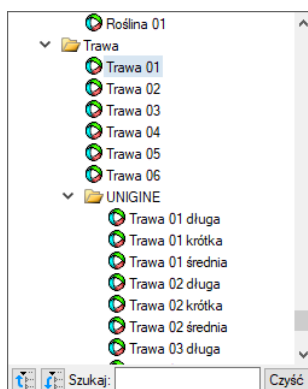 Roślina 01
Trawa
Trawa 01
Trawa 02
Trawa 03
Trawa 04
Trawa 05
Trawa 06
UNIGINE
Trawa 01 długa
Trawa 01 krótka
Trawa 01 średnia
Trawa 02 długa
Trawa 02 krótka
Trawa 02 średnia
Trawa 03 długa
Szukaj: Czyść